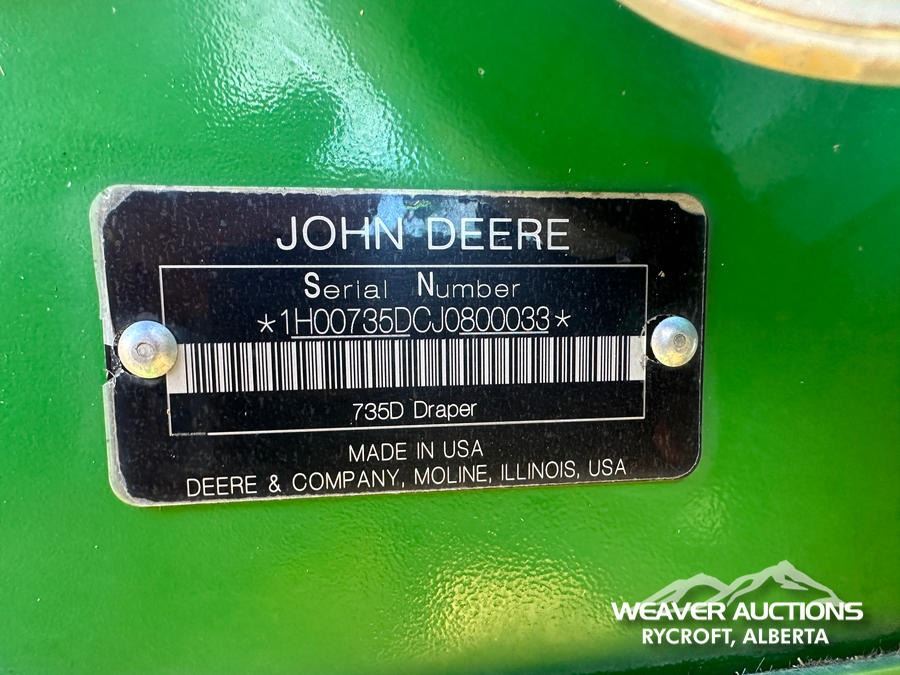 JOHN DEERE
Serial Number
*1H00735DCJ0800033*
735D Draper
MADE IN USA
DEERE & COMPANY, MOLINE, ILLINOIS, USA
WEAVER AUCTIONS
RYCROFT, ALBERTA